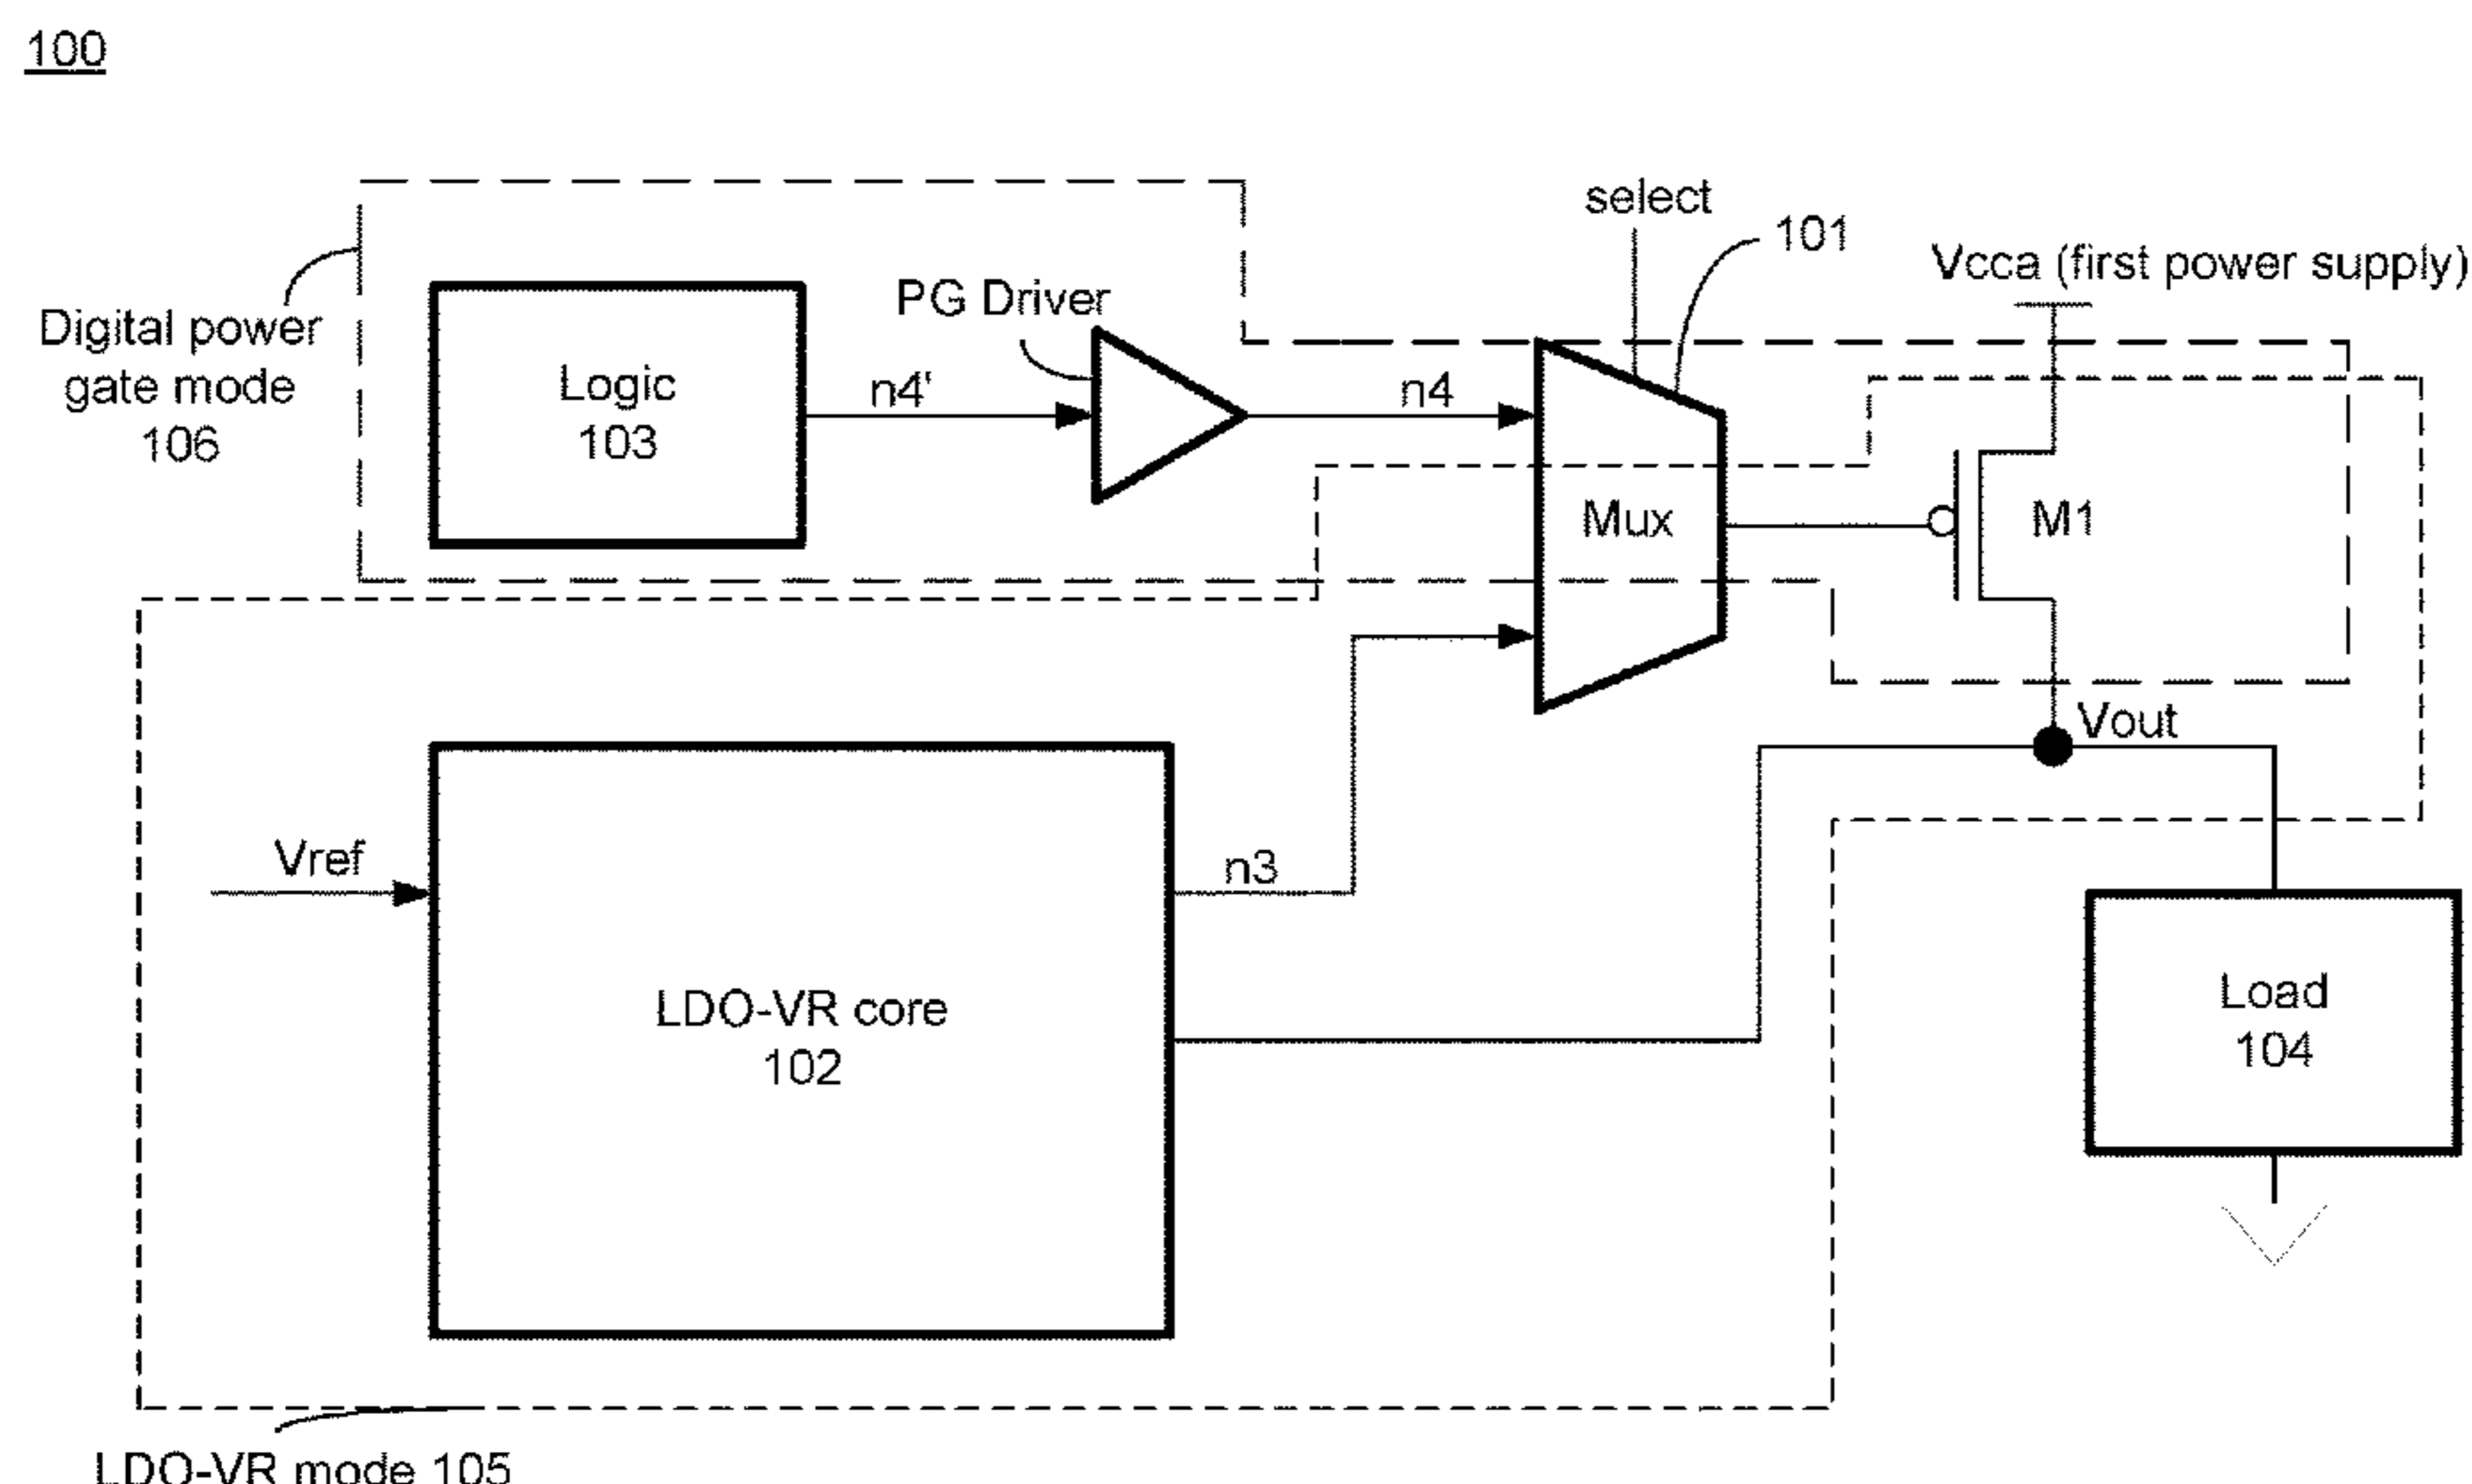 100
select
101
Vcca (first power supply)
PG Driver
Digital power
gate mode
106
Logic
103
n4'
n4
Mux
M1
Vout
Vref
n3
LDO-VR core
102
Load
104
LDO-VR mode 105